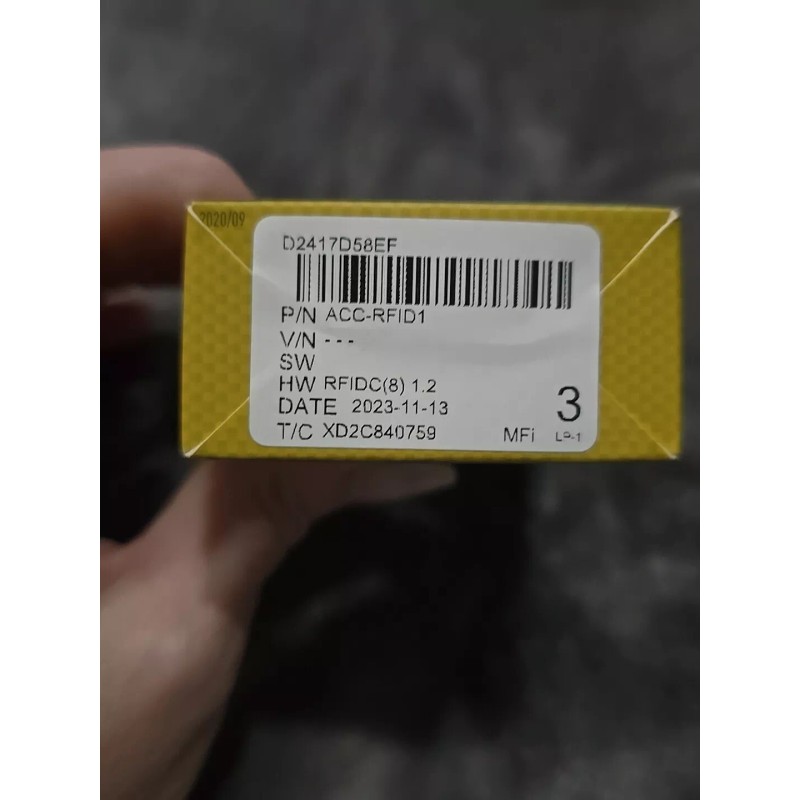 2020/09
D2417D58EF
P/N ACC-RFID1
V/N ---
SW
HW RFIDC(8) 1.2
DATE 2023-11-13
3
T/C XD2C840759
MFi
LP-1